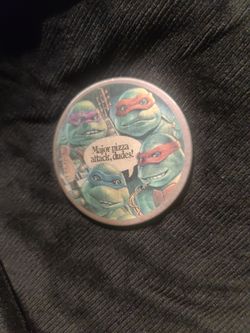 Major pizza
attack, dudes!